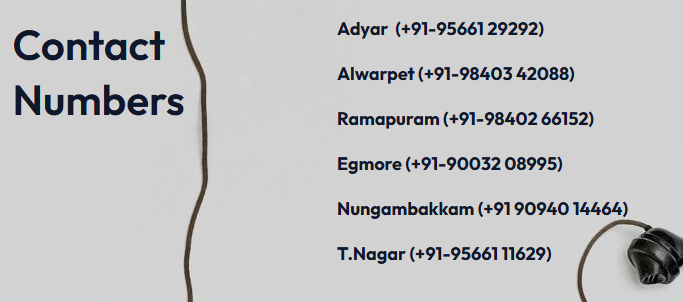 Contact
Numbers
Adyar (+91-95661 29292)
Alwarpet (+91-98403 42088)
Ramapuram (+91-98402 66152)
Egmore (+91-90032 08995)
Nungambakkam (+91 90940 14464)
T.Nagar (+91-95661 11629)